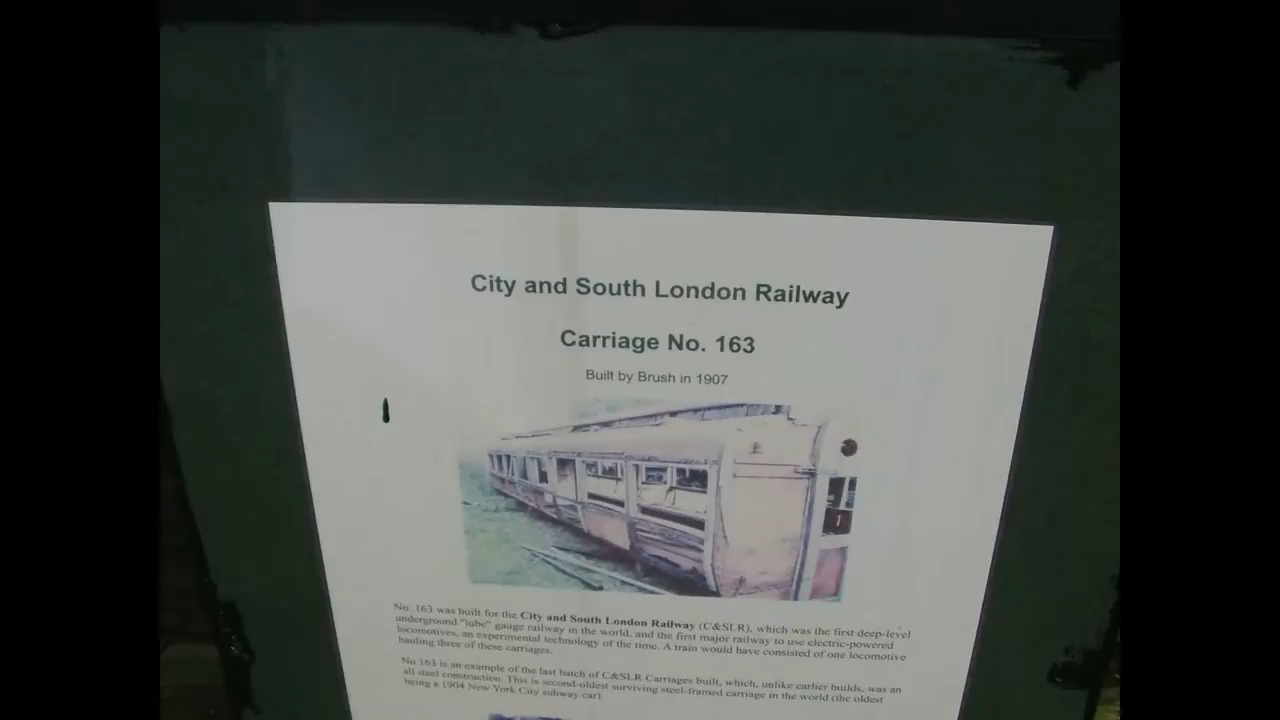 City and South London Railway
Carriage No. 163
Built by Brush in 1907
No. 163 was built for the City and South London Railway (C&SLR), which was the first deep-level
underground "tube" gauge railway in the world, and the first major railway to use electric-powered
locomotives, an experimental technology of the time. A train would have consisted of one locomotive
hauling three of these carriages.
No.163 is an example of the last batch of C&SLR Carriages built, which, unlike earlier builds, was an
all steel construction. This is second-oldest surviving steel-framed carriage in the world (the oldest
being a 1904 New York City subway car).